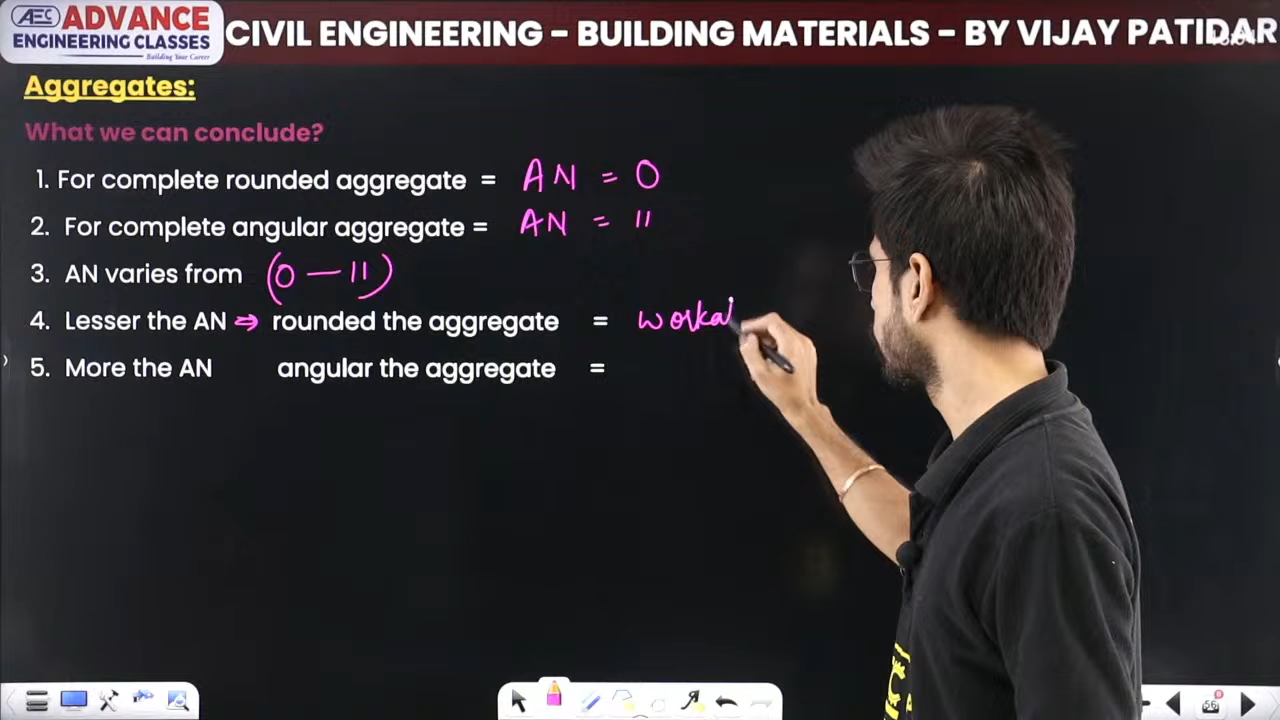 AEC ADVANCE
ENGINEERING CLASSES
Building Your Career
CIVIL ENGINEERING - BUILDING MATERIALS - BY VIJAY PATIDAR
Aggregates:
What we can conclude?
1. For complete rounded aggregate = AN = 0
2. For complete angular aggregate = AN = 11
3. AN varies from (0 — 11)
4. Lesser the AN ⇒ rounded the aggregate = worka
5. More the AN angular the aggregate =
56